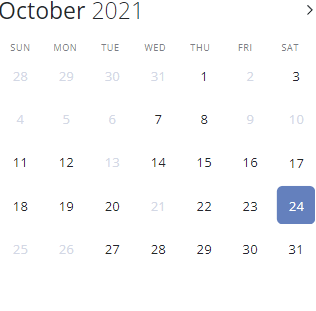 October 2021
SUN MON TUE WED THU FRI SAT
28 29 30 31 1 2 3
4 5 6 7 8 9 10
11 12 13 14 15 16 17
18 19 20 21 22 23 24
25 26 27 28 29 30 31